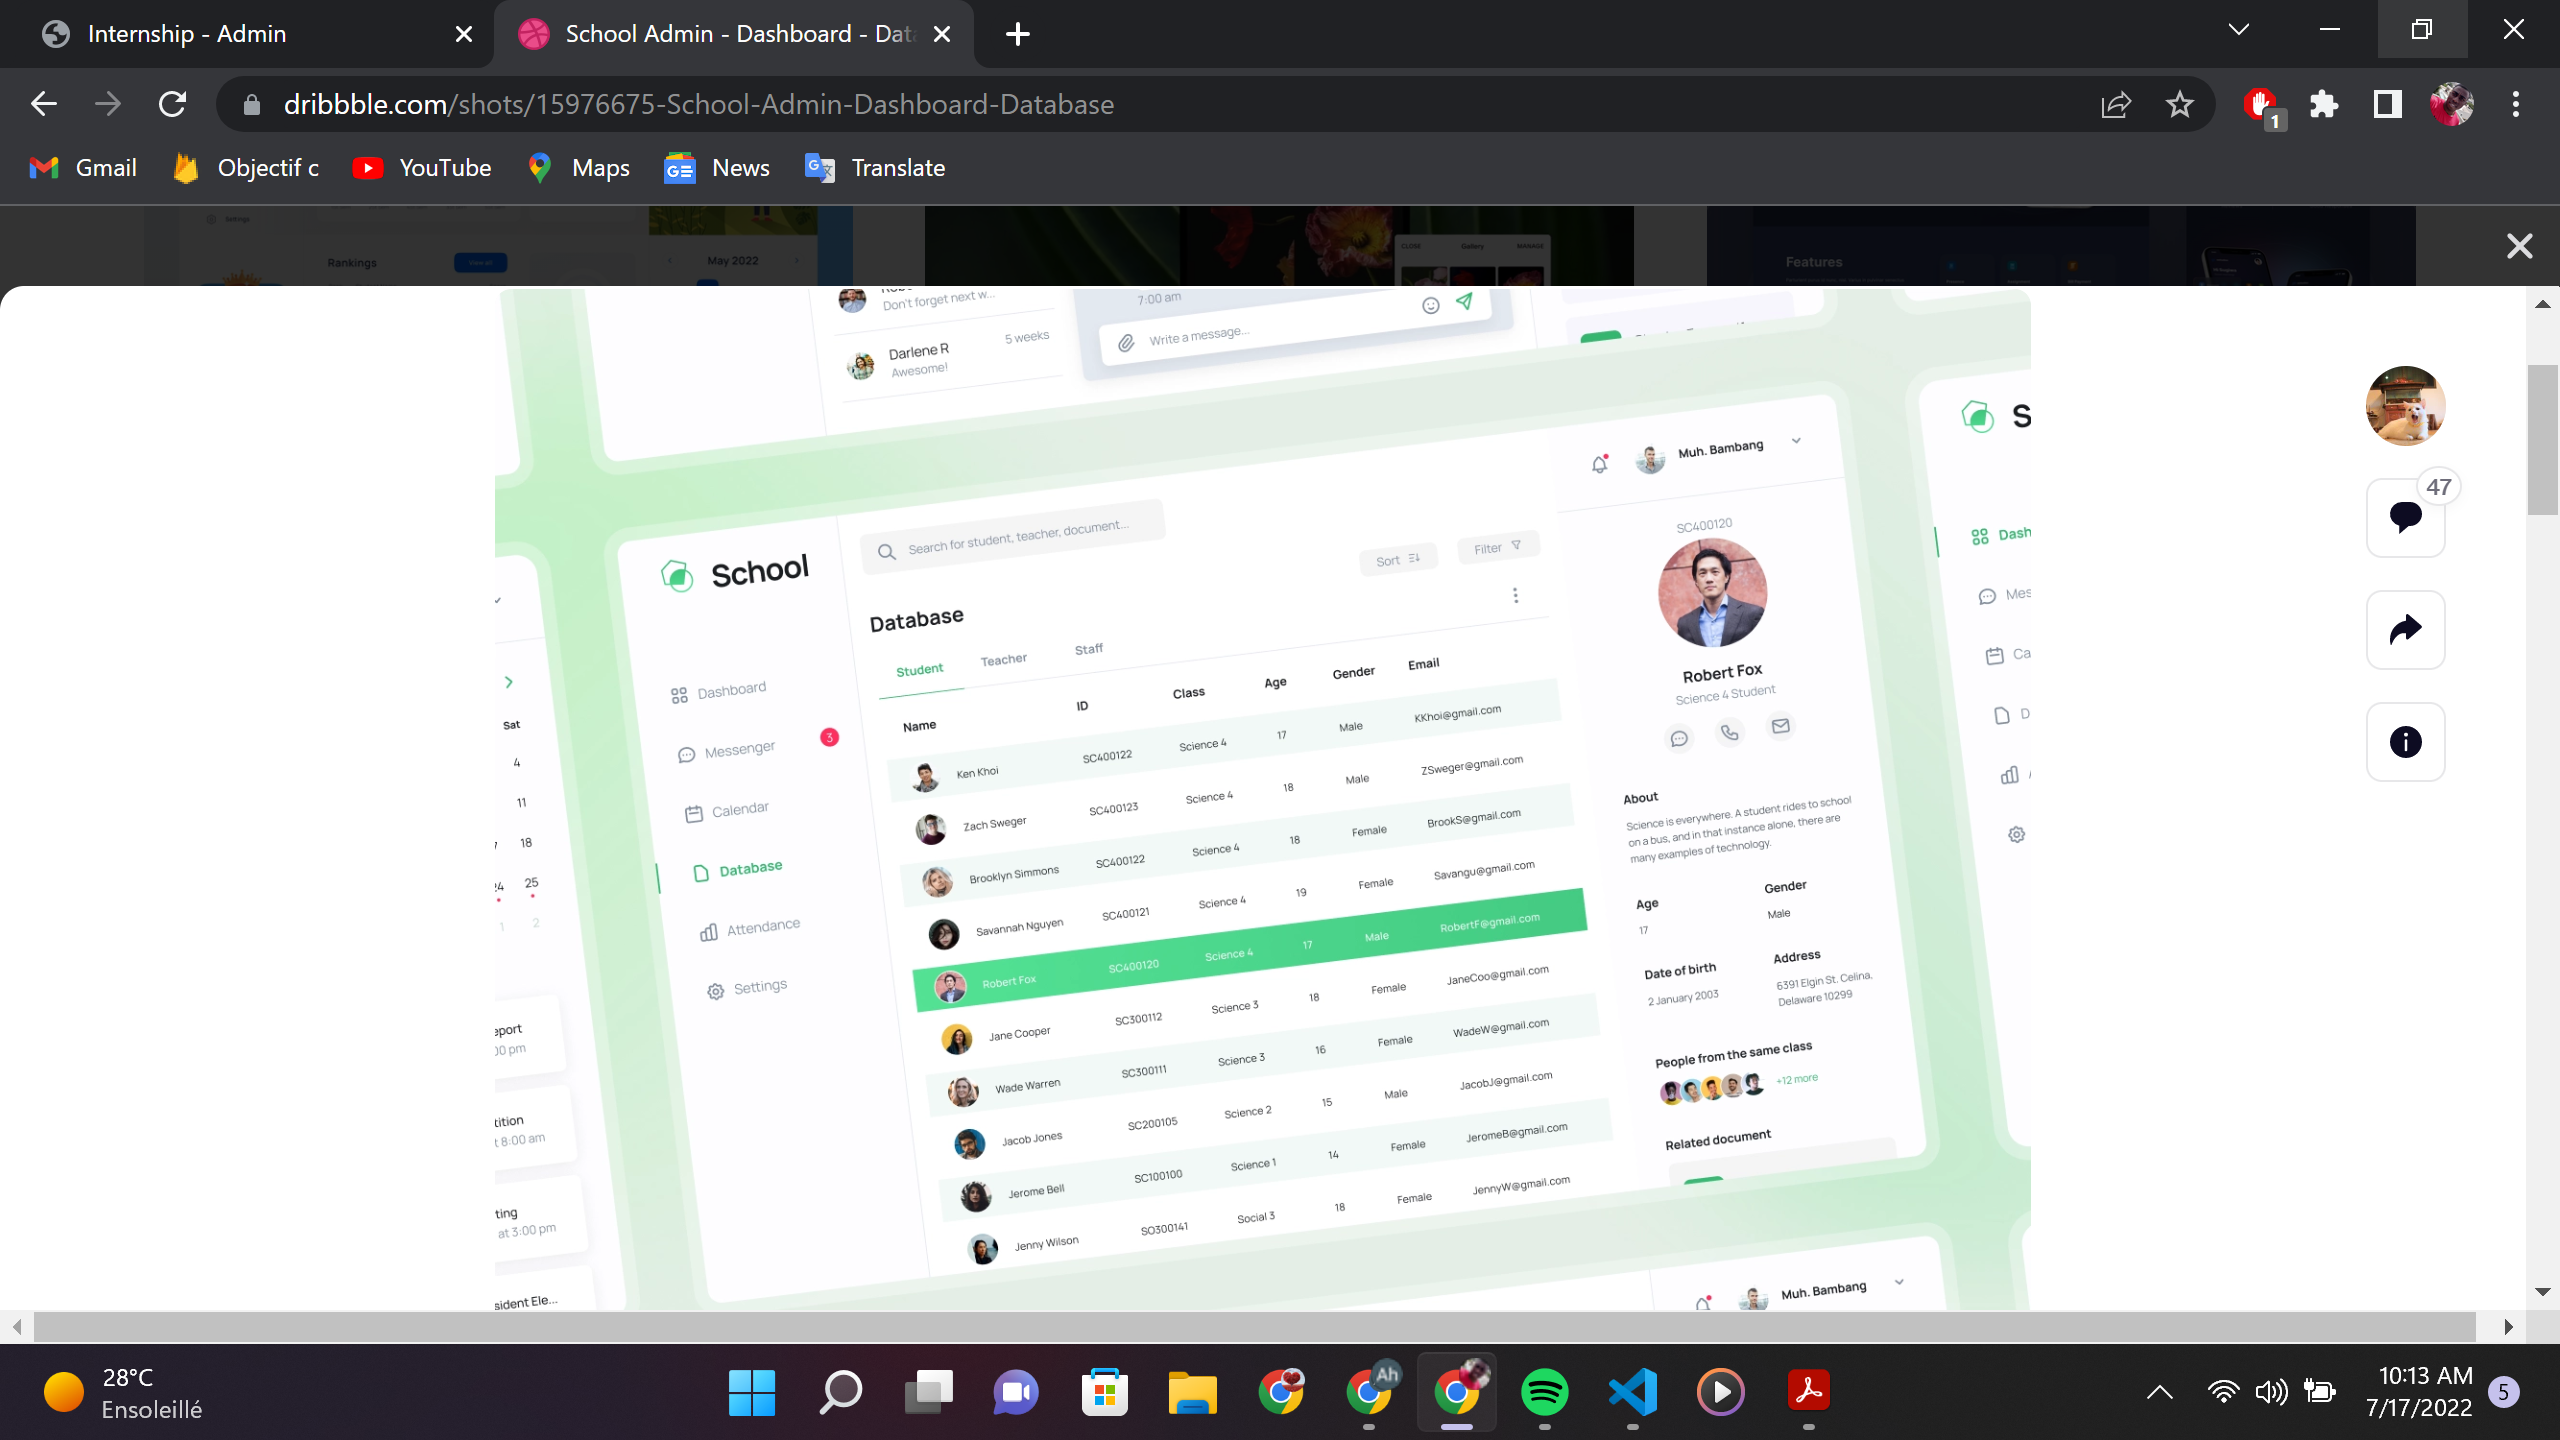 Internship - Admin
School Admin - Dashboard - Dat
dribbble.com/shots/15976675-School-Admin-Dashboard-Database
1
Gmail
Objectif c
YouTube
Maps
News
Translate
Settings
Rankings
View all
May 2022
CLOSE
Gallery
MANAGE
Features
Don't forget next w...
Darlene R
5 weeks
Awesome!
7:00 am
Write a message...
47
Muh. Bambang
School
Search for student, teacher, document...
Sort
Filter
Database
Student
Teacher
Staff
Dashboard
Messenger
3
Calendar
Database
Attendance
Settings
Name ID Class Age Gender Email
Ken Khoi SC400122 Science 4 17 Male KKhoi@gmail.com
Zach Sweger SC400123 Science 4 18 Male ZSweger@gmail.com
Brooklyn Simmons SC400122 Science 4 18 Female BrookS@gmail.com
Savannah Nguyen SC400121 Science 4 19 Female Savangu@gmail.com
Robert Fox SC400120 Science 4 17 Male RobertF@gmail.com
Jane Cooper SC300112 Science 3 18 Female JaneCoo@gmail.com
Wade Warren SC300111 Science 3 16 Female WadeW@gmail.com
Jacob Jones SC200105 Science 2 15 Male JacobJ@gmail.com
Jerome Bell SC100100 Science 1 14 Female JeromeB@gmail.com
Jenny Wilson SO300141 Social 3 18 Female JennyW@gmail.com
SC400120
Robert Fox
Science 4 Student
About
Science is everywhere. A student rides to school
on a bus, and in that instance alone, there are
many examples of technology.
Age
17
Gender
Male
Date of birth
2 January 2003
Address
6391 Elgin St. Celina,
Delaware 10299
People from the same class
+12 more
Related document
Sat
4
11
18
24 25
1 2
eport
00 pm
tition
t 8:00 am
ting
at 3:00 pm
sident Ele...
S
Dash
Mes
Ca
D
Muh. Bambang
28°C
Ensoleillé
Ah
10:13 AM
7/17/2022
5